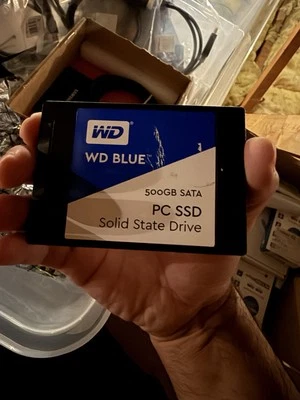 WD
WD BLUE
500GB SATA
PC SSD
Solid State Drive